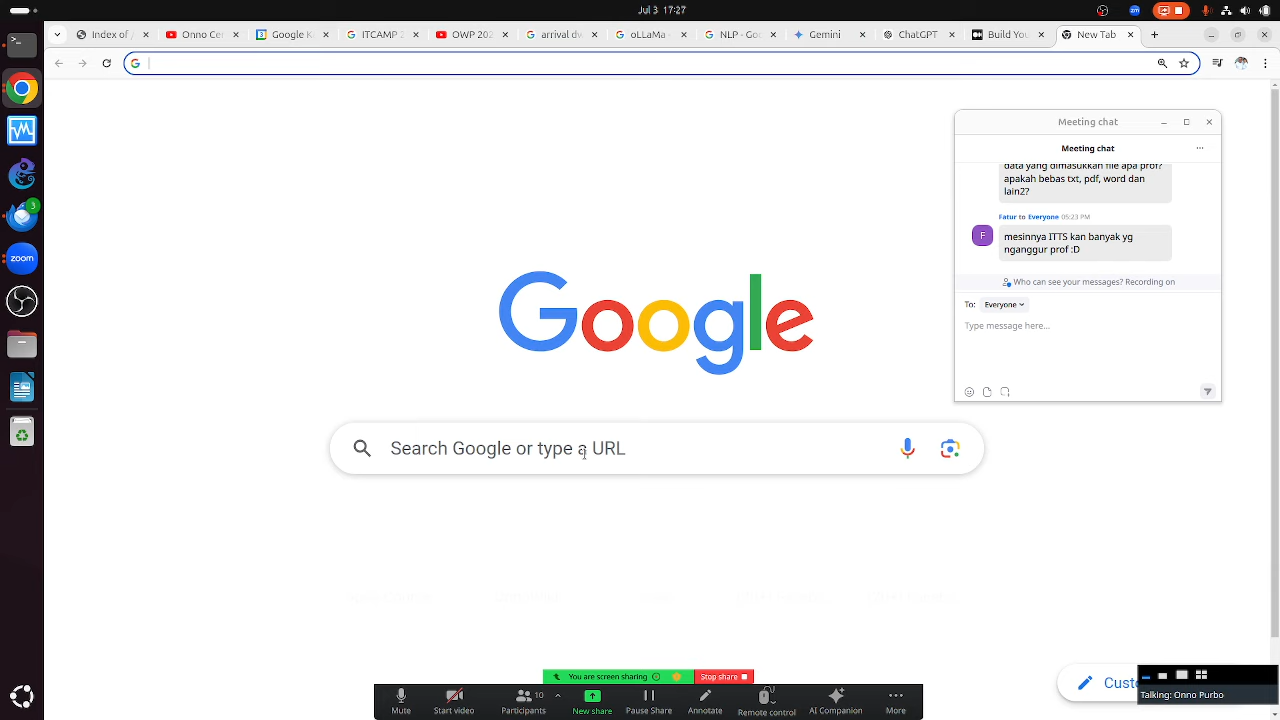 Jul 3 17:27
Index of /
Onno Cer
Google K
ITCAMP 2
OWP 202
arrival dv
oLLaMa -
NLP - Goo
Gemini
ChatGPT
Build You
New Tab
Meeting chat
Meeting chat
data yang dimasukkan file apa prof?
apakah bebas txt, pdf, word dan
lain2?
Fatur to Everyone 05:23 PM
F
mesinnya ITTS kan banyak yg
nganggur prof :D
Who can see your messages? Recording on
To: Everyone
Type message here...
3
zoom
Google
Search Google or type a URL
You are screen sharing
Stop share
Custo
Talking: Onno Purbo
Mute
Start video
10
Participants
New share
Pause Share
Annotate
Remote control
AI Companion
More